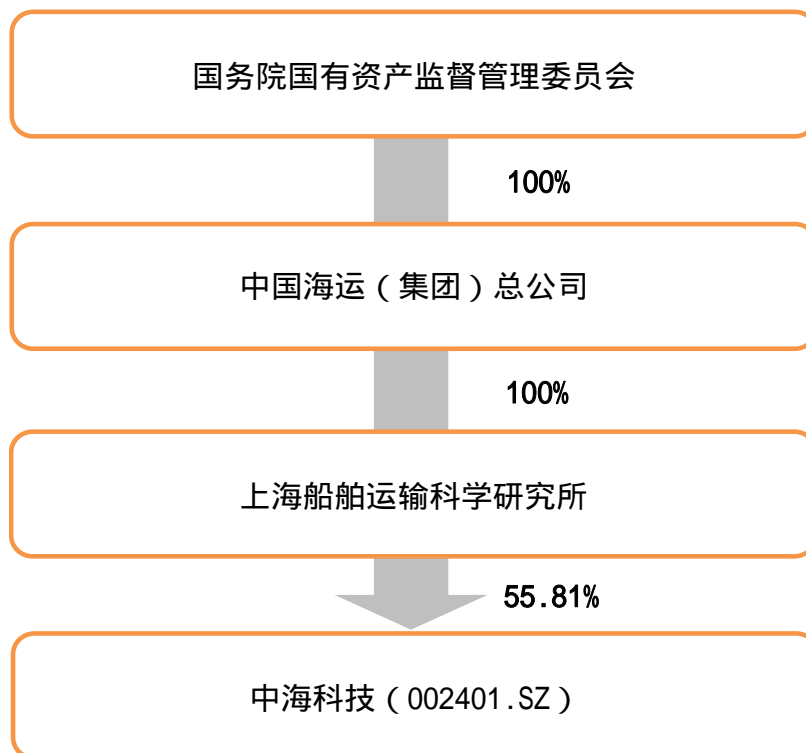 国务院国有资产监督管理委员会
100%
中国海运（集团）总公司
100%
上海船舶运输科学研究所
55.81%
中海科技（002401.SZ）